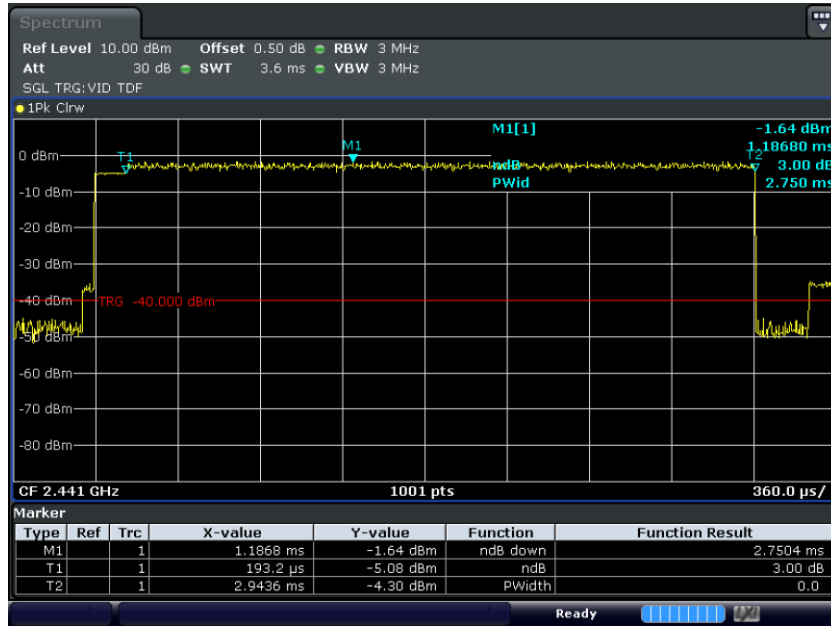 Spectrum
Ref Level 10.00 dBm Offset 0.50 dB RBW 3 MHz
Att 30 dB SWT 3.6 ms VBW 3 MHz
SGL TRG:VID TDF
1Pk Clrw
M1[1] -1.64 dBm
1.18680 ms
ndB 3.00 dB
PWid 2.750 ms
T1
M1
T2
0 dBm
-10 dBm
-20 dBm
-30 dBm
-40 dBm
TRG -40.000 dBm
-50 dBm
-60 dBm
-70 dBm
-80 dBm
CF 2.441 GHz 1001 pts 360.0 µs/
Marker
Type Ref Trc X-value Y-value Function Function Result
M1 1 1.1868 ms -1.64 dBm ndB down 2.7504 ms
T1 1 193.2 µs -5.08 dBm ndB 3.00 dB
T2 1 2.9436 ms -4.30 dBm PWidth 0.0
Ready